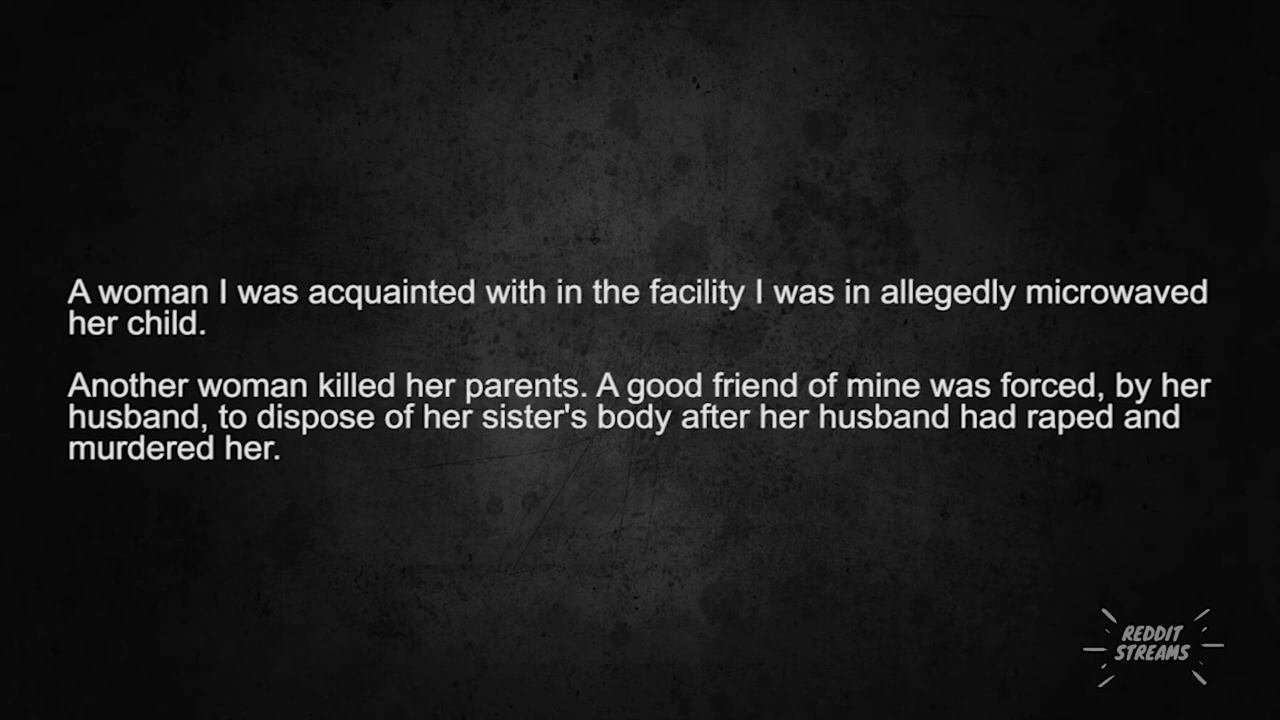 A woman I was acquainted with in the facility I was in allegedly microwaved
her child.
Another woman killed her parents. A good friend of mine was forced, by her
husband, to dispose of her sister's body after her husband had raped and
murdered her.
REDDIT
STREAMS